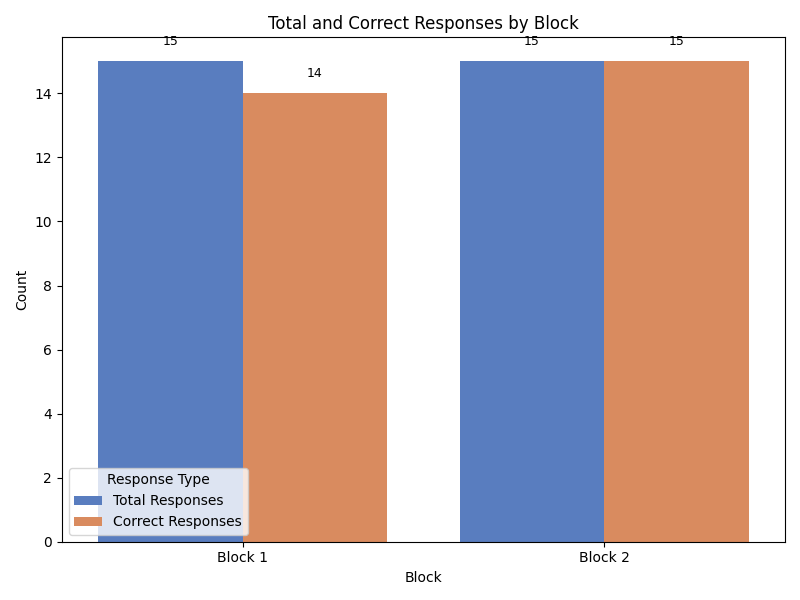 Total and Correct Responses by Block
15
14
15
15
Count
14
12
10
8
6
4
2
0
Response Type
Total Responses
Correct Responses
Block 1
Block 2
Block